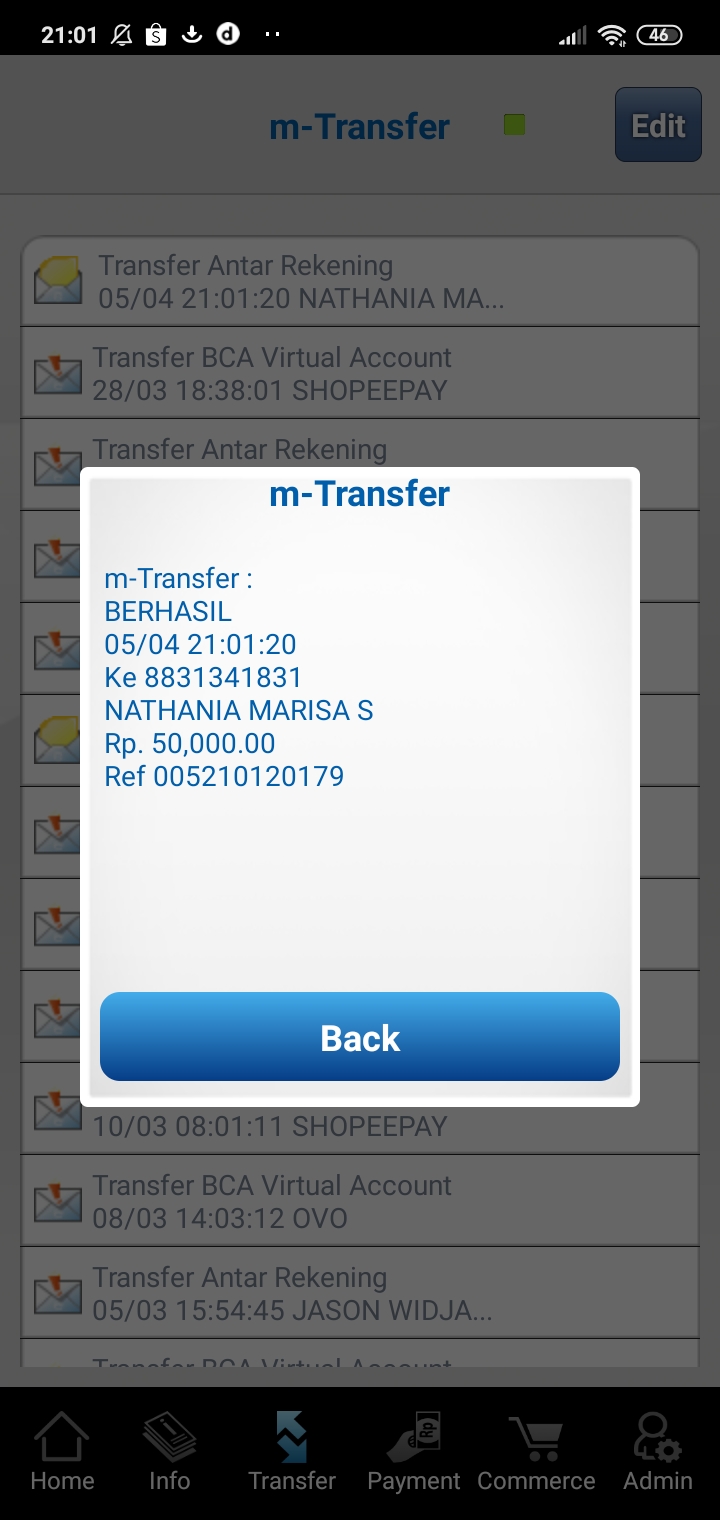 21:01
46
m-Transfer
Edit
Transfer Antar Rekening
05/04 21:01:20 NATHANIA MA...
Transfer BCA Virtual Account
28/03 18:38:01 SHOPEEPAY
Transfer Antar Rekening
m-Transfer
m-Transfer :
BERHASIL
05/04 21:01:20
Ke 8831341831
NATHANIA MARISA S
Rp. 50,000.00
Ref 005210120179
Back
10/03 08:01:11 SHOPEEPAY
Transfer BCA Virtual Account
08/03 14:03:12 OVO
Transfer Antar Rekening
05/03 15:54:45 JASON WIDJA...
Transfer BCA Virtual Account
Home Info Transfer Payment Commerce Admin